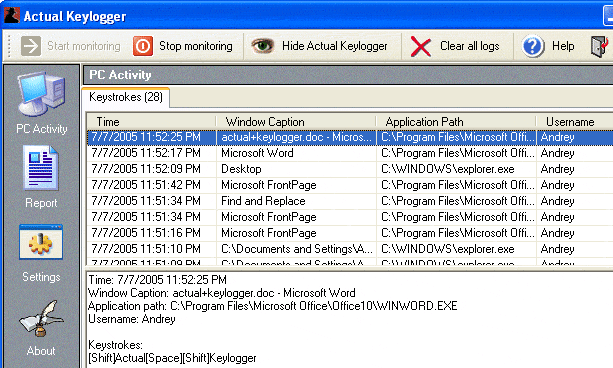 Actual Keylogger
Start monitoring Stop monitoring Hide Actual Keylogger Clear all logs Help
PC Activity
Keystrokes (28)
Time Window Caption Application Path Username
7/7/2005 11:52:25 PM actual+keylogger.doc - Micros... C:\Program Files\Microsoft Offi... Andrey
7/7/2005 11:52:17 PM Microsoft Word C:\Program Files\Microsoft Offi... Andrey
7/7/2005 11:52:09 PM Desktop C:\WINDOWS\explorer.exe Andrey
7/7/2005 11:51:42 PM Microsoft FrontPage C:\Program Files\Microsoft Offi... Andrey
7/7/2005 11:51:34 PM Find and Replace C:\Program Files\Microsoft Offi... Andrey
7/7/2005 11:51:34 PM Microsoft FrontPage C:\Program Files\Microsoft Offi... Andrey
7/7/2005 11:51:16 PM Microsoft FrontPage C:\Program Files\Microsoft Offi... Andrey
7/7/2005 11:51:10 PM C:\Documents and Settings\A... C:\WINDOWS\explorer.exe Andrey
7/7/2005 11:51:09 PM C:\Documents and Settings\A... C:\WINDOWS\explorer.exe Andrey
PC Activity
Report
Settings
About
Time: 7/7/2005 11:52:25 PM
Window Caption: actual+keylogger.doc - Microsoft Word
Application path: C:\Program Files\Microsoft Office\Office10\WINWORD.EXE
Username: Andrey
Keystrokes:
[Shift]Actual[Space][Shift]Keylogger